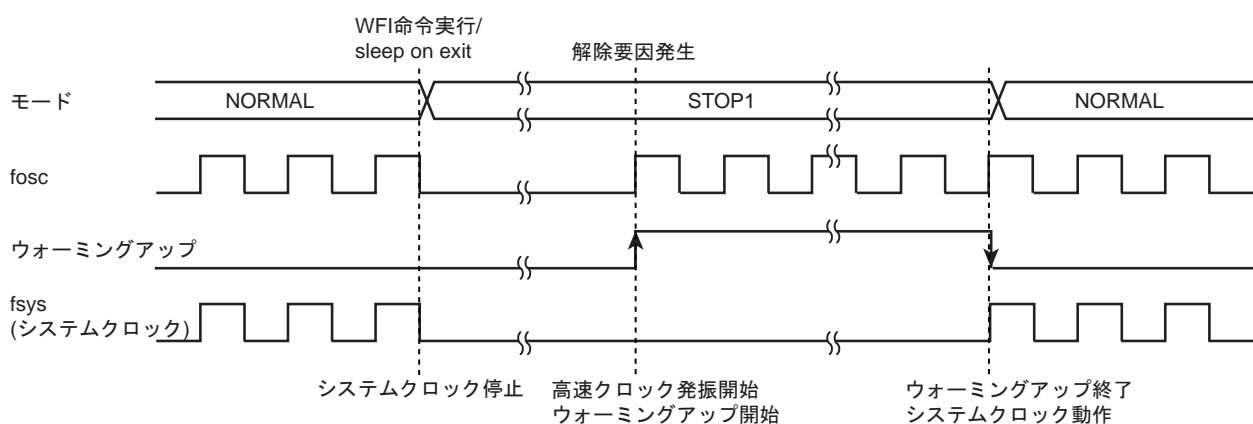 WFI命令実行/
sleep on exit
解除要因発生
モード
NORMAL
STOP1
NORMAL
fosc
ウォーミングアップ
fsys
(システムクロック)
システムクロック停止
高速クロック発振開始
ウォーミングアップ開始
ウォーミングアップ終了
システムクロック動作